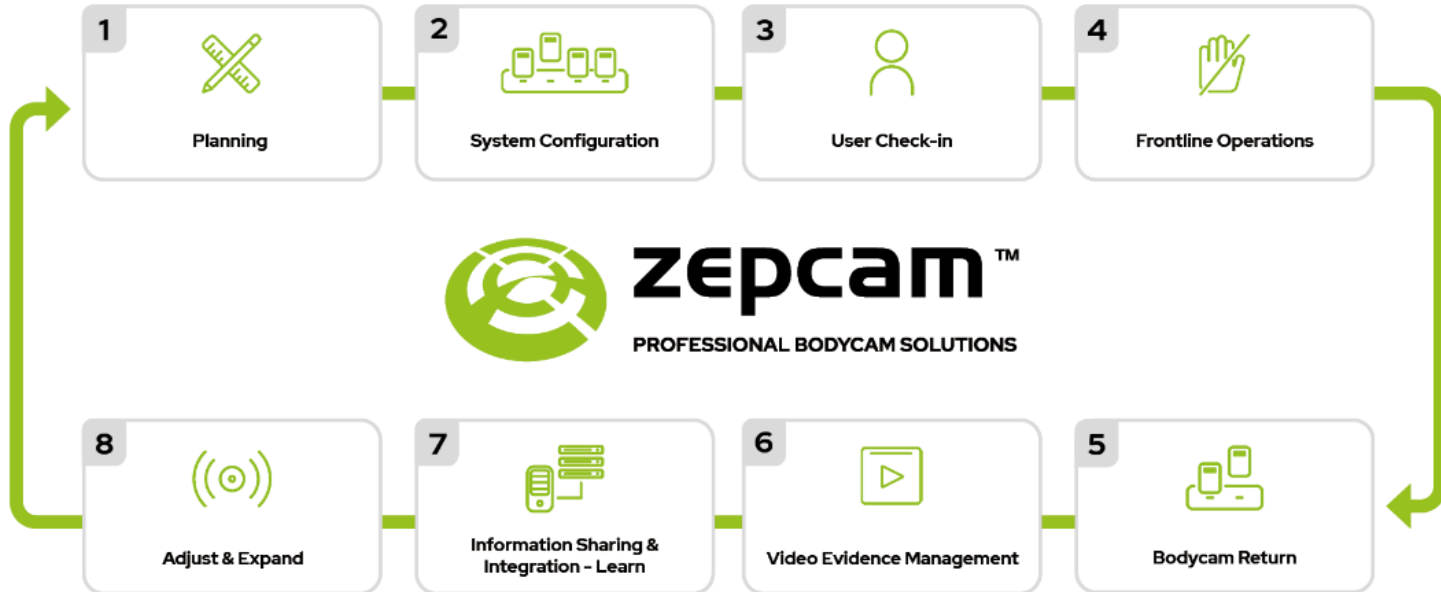 1
Planning
2
System Configuration
3
User Check-in
4
Frontline Operations
zepcam™
PROFESSIONAL BODYCAM SOLUTIONS
8
Adjust & Expand
7
Information Sharing &
Integration - Learn
6
Video Evidence Management
5
Bodycam Return